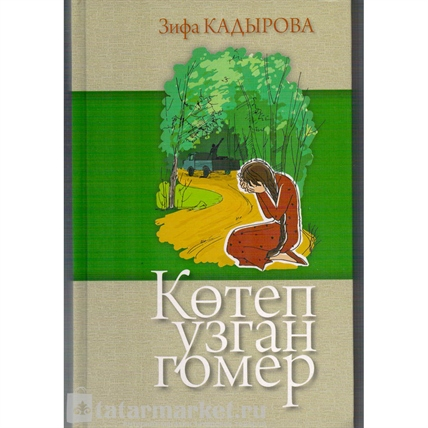 Зифа КАДЫРОВА
Көтеп
узган
гомер
tatarmarket.ru